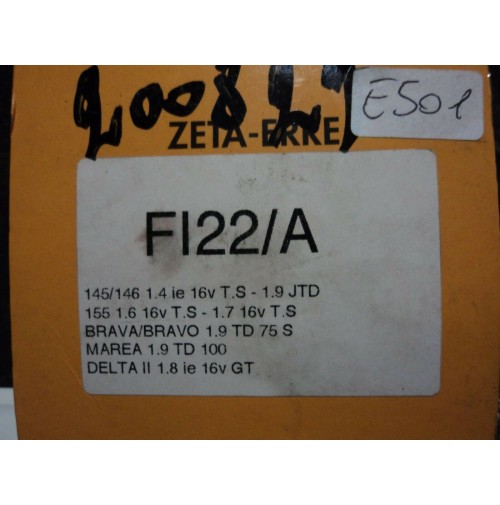 E501
ZETA-ERRE
FI22/A
145/146 1.4 ie 16v T.S - 1.9 JTD
155 1.6 16v T.S - 1.7 16v T.S
BRAVA/BRAVO 1.9 TD 75 S
MAREA 1.9 TD 100
DELTA II 1.8 ie 16v GT